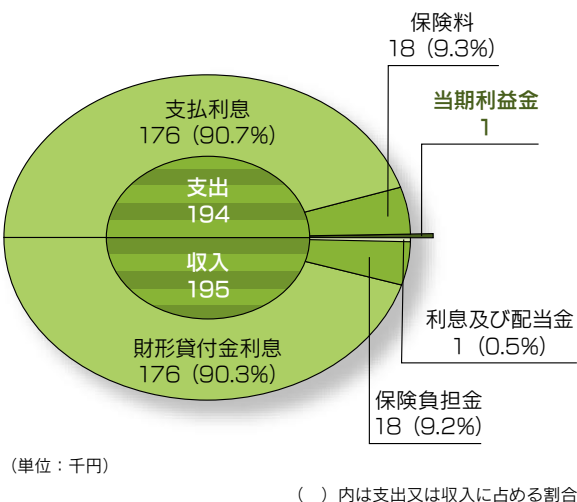 保険料
18（9.3%）
当期利益金
1
支払利息
176（90.7%）
支出
194
収入
195
財形貸付金利息
176（90.3%）
利息及び配当金
1（0.5%）
保険負担金
18（9.2%）
（単位：千円）
（　）内は支出又は収入に占める割合